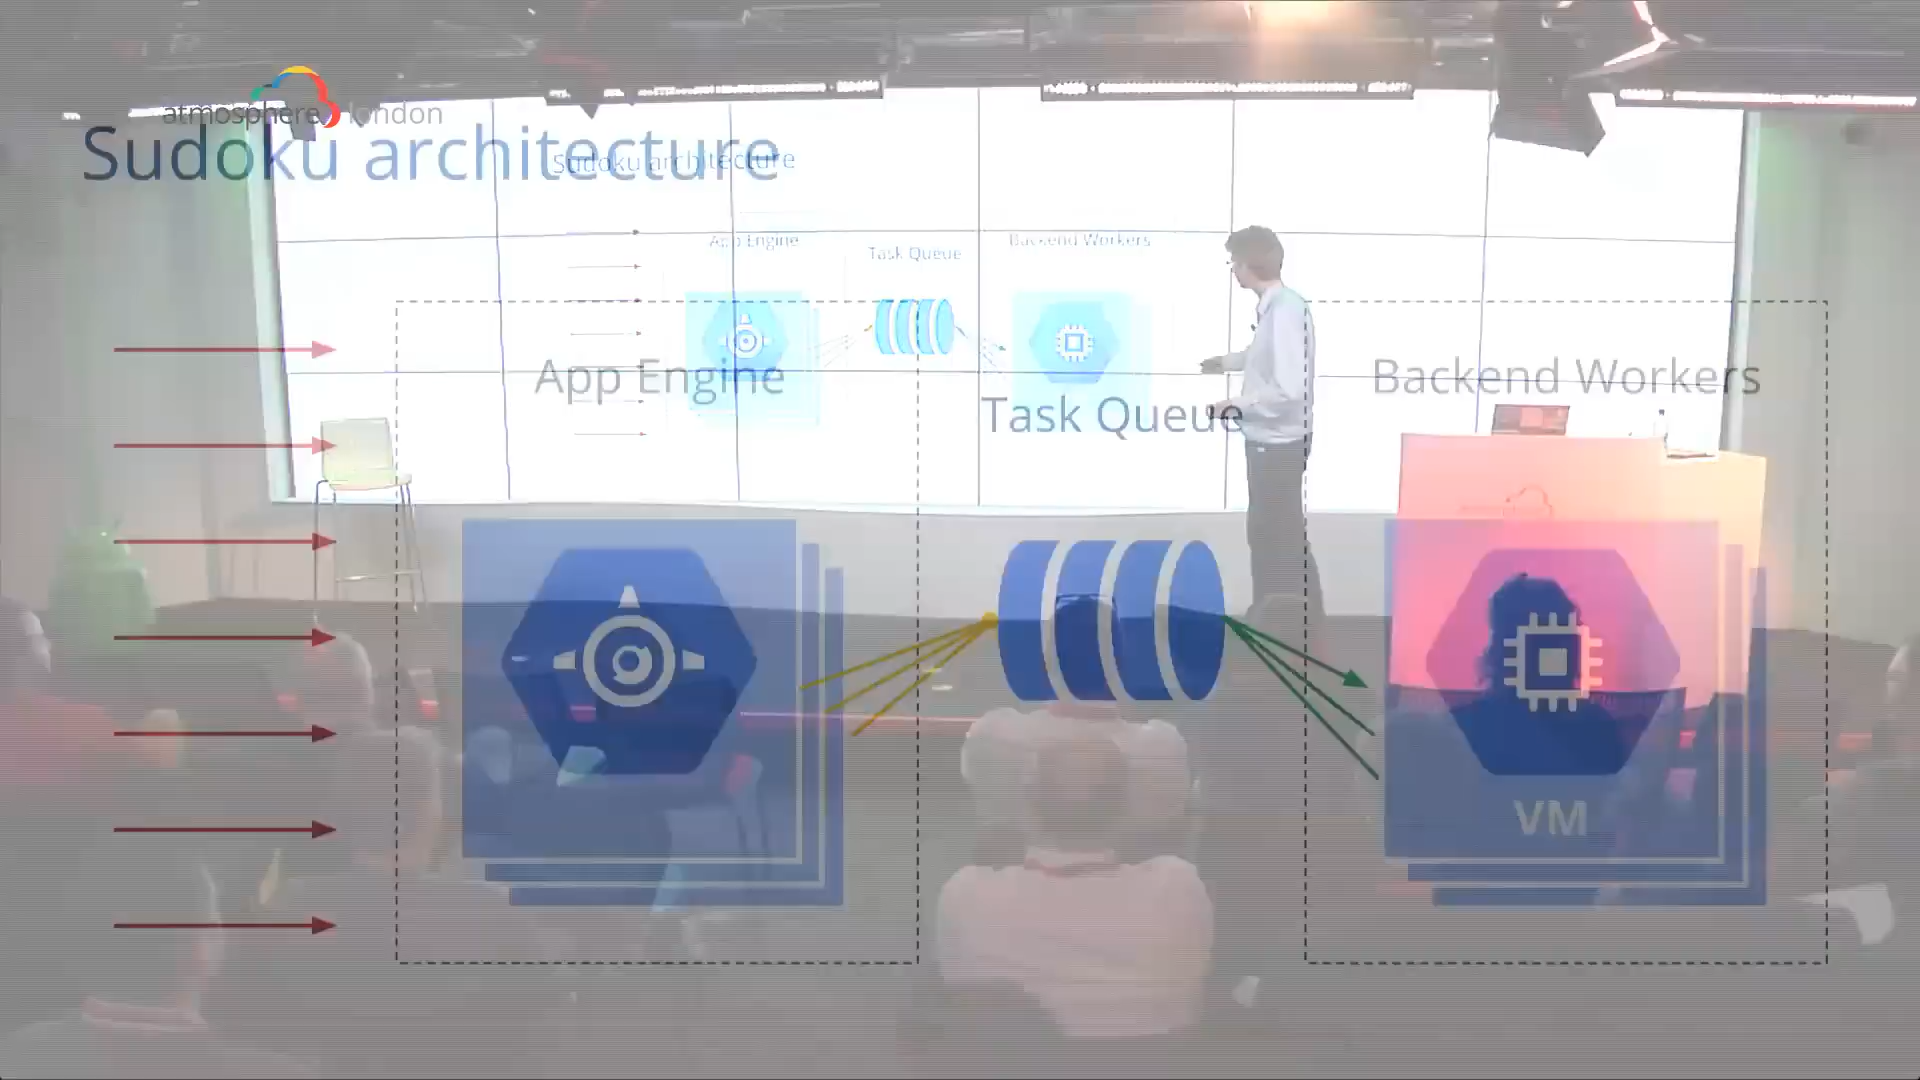 atmosphere london
Sudoku architecture
Sudoku architecture
App Engine
Task Queue
Backend Workers
App Engine
Task Queue
Backend Workers
VM